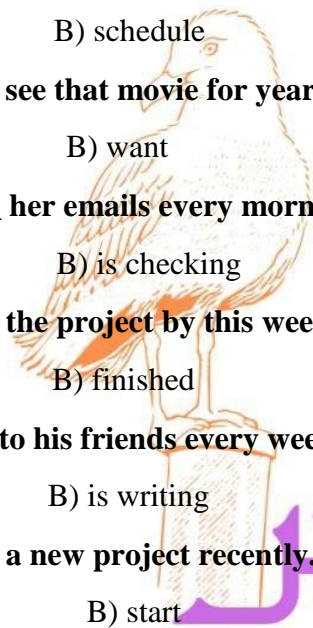 B) schedule
see that movie for year
B) want
her emails every morn
B) is checking
the project by this wee
B) finished
to his friends every wee
B) is writing
a new project recently.
B) start